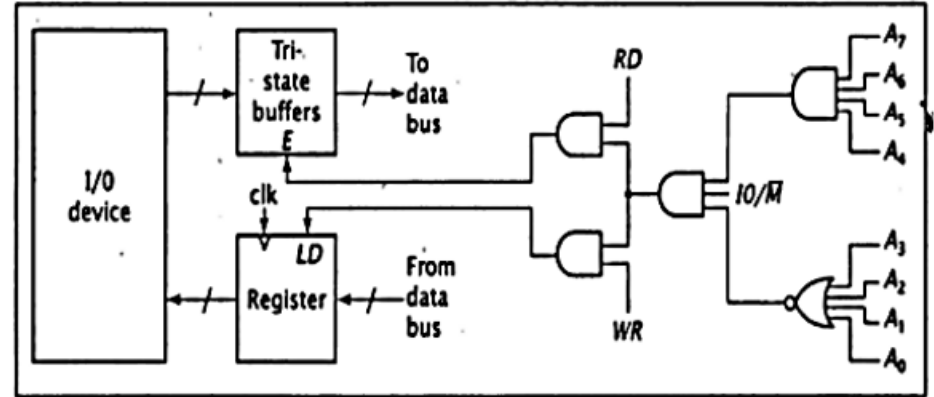 I/O
device
Tri-
state
buffers
E
To
data
bus
clk
LD
Register
From
data
bus
RD
WR
IO/M̅
A₇
A₆
A₅
A₄
A₃
A₂
A₁
A₀